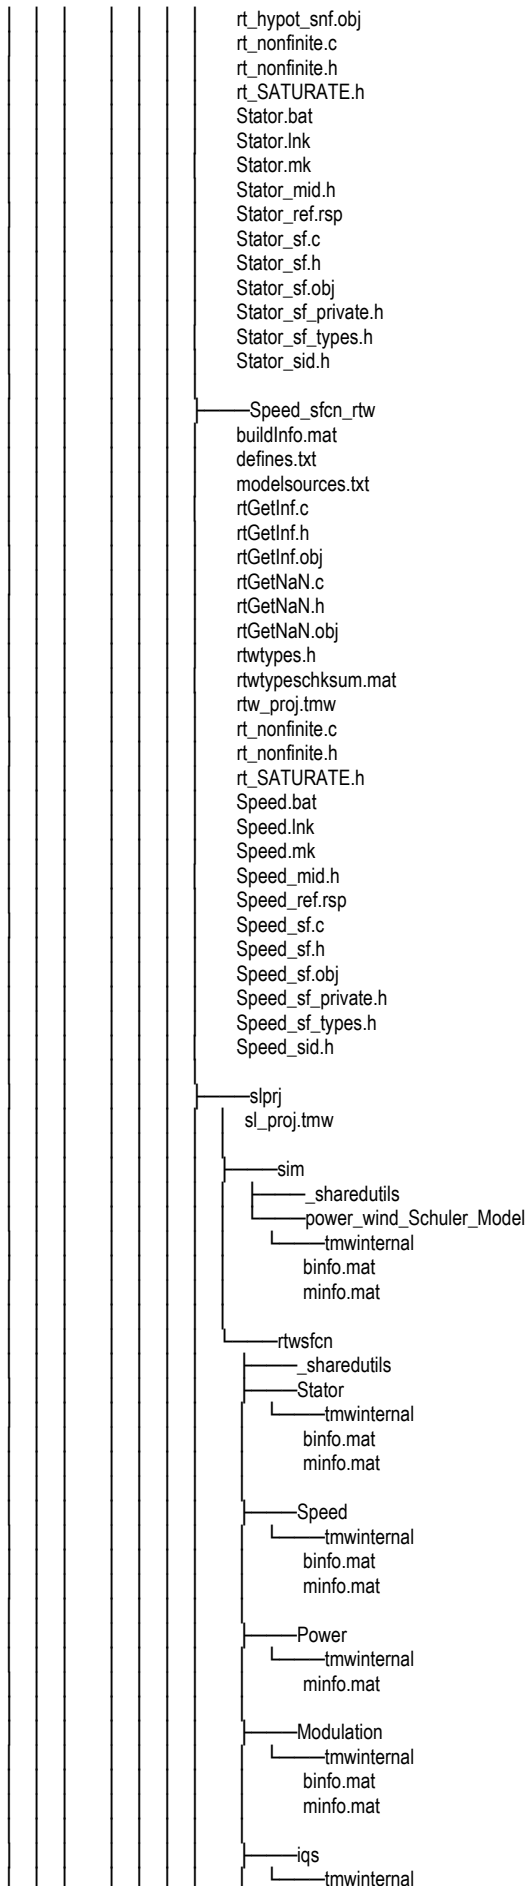 rt_hypot_snf.obj
rt_nonfinite.c
rt_nonfinite.h
rt_SATURATE.h
Stator.bat
Stator.lnk
Stator.mk
Stator_mid.h
Stator_ref.rsp
Stator_sf.c
Stator_sf.h
Stator_sf.obj
Stator_sf_private.h
Stator_sf_types.h
Stator_sid.h
Speed_sfcn_rtw
buildInfo.mat
defines.txt
modelsources.txt
rtGetInf.c
rtGetInf.h
rtGetInf.obj
rtGetNaN.c
rtGetNaN.h
rtGetNaN.obj
rtwtypes.h
rtwtypeschksum.mat
rtw_proj.tmw
rt_nonfinite.c
rt_nonfinite.h
rt_SATURATE.h
Speed.bat
Speed.lnk
Speed.mk
Speed_mid.h
Speed_ref.rsp
Speed_sf.c
Speed_sf.h
Speed_sf.obj
Speed_sf_private.h
Speed_sf_types.h
Speed_sid.h
slprj
sl_proj.tmw
sim
_sharedutils
power_wind_Schuler_Model
tmwinternal
binfo.mat
minfo.mat
rtwsfcn
_sharedutils
Stator
tmwinternal
binfo.mat
minfo.mat
Speed
tmwinternal
binfo.mat
minfo.mat
Power
tmwinternal
minfo.mat
Modulation
tmwinternal
binfo.mat
minfo.mat
iqs
tmwinternal